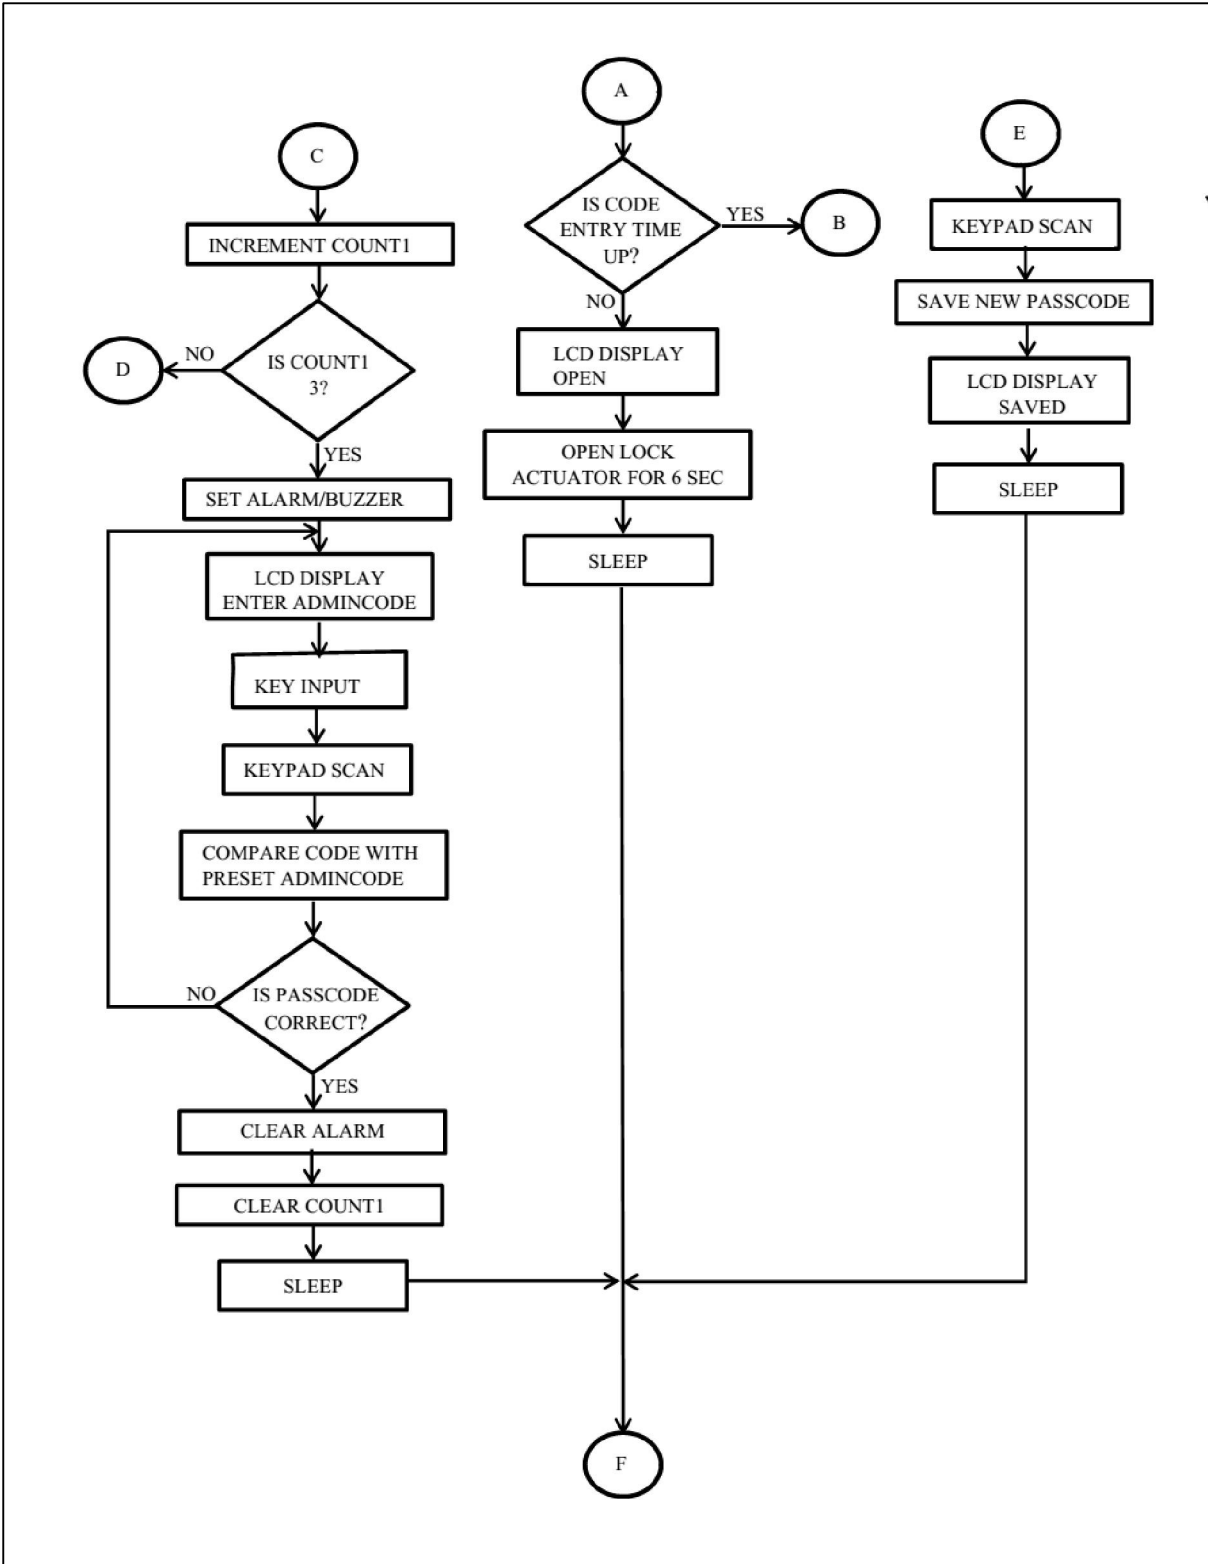 C
INCREMENT COUNT1
IS COUNT1
3?
NO
D
YES
SET ALARM/BUZZER
LCD DISPLAY
ENTER ADMINCODE
KEY INPUT
KEYPAD SCAN
COMPARE CODE WITH
PRESET ADMINCODE
IS PASSCODE
CORRECT?
NO
YES
CLEAR ALARM
CLEAR COUNT1
SLEEP
A
IS CODE
ENTRY TIME
UP?
YES
B
NO
LCD DISPLAY
OPEN
OPEN LOCK
ACTUATOR FOR 6 SEC
SLEEP
E
KEYPAD SCAN
SAVE NEW PASSCODE
LCD DISPLAY
SAVED
SLEEP
F